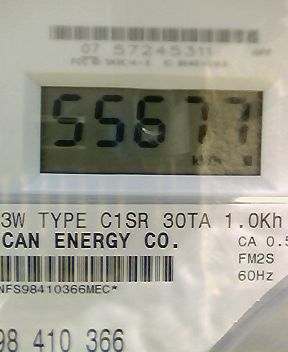 07 57245311
55677
kWh
3W TYPE C1SR 30TA 1.0Kh
CAN ENERGY CO.
CA 0.5
FM2S
60Hz
NFS98410366MEC*
98 410 366